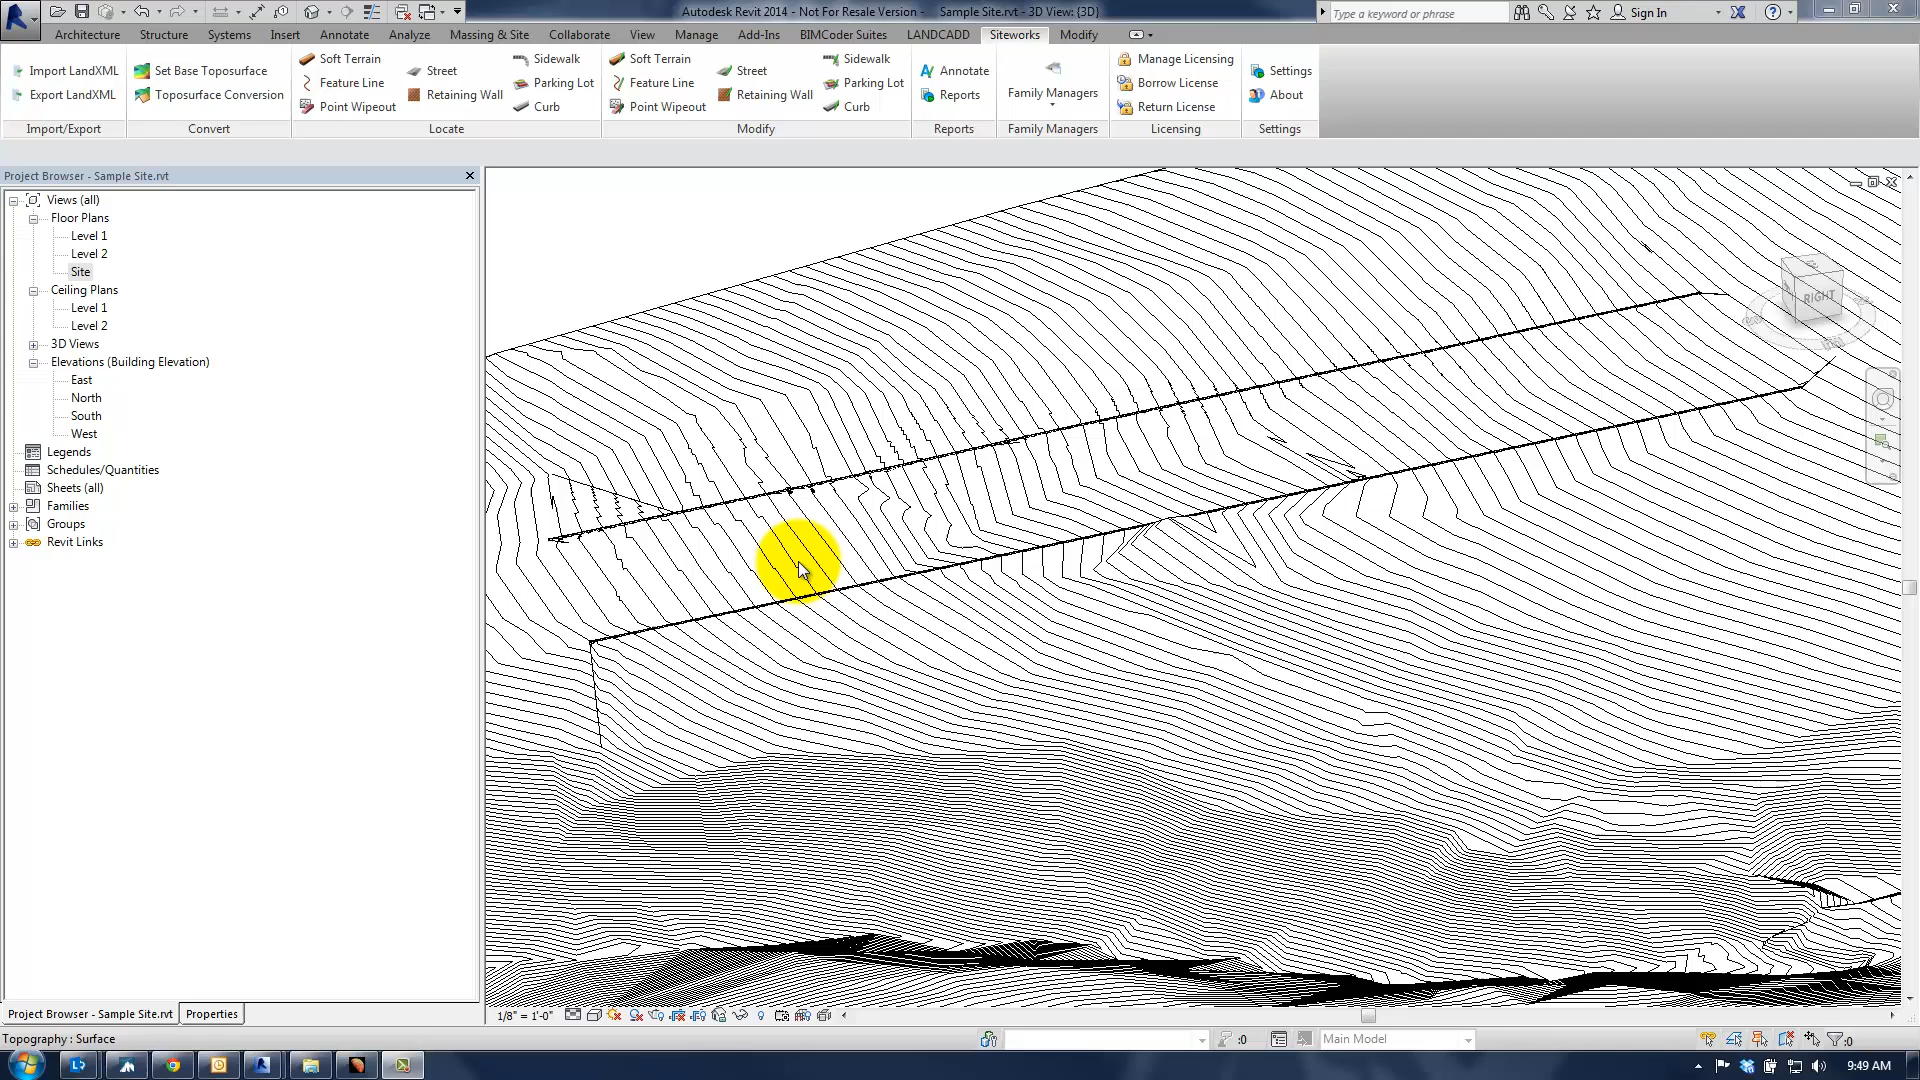 Autodesk Revit 2014 - Not For Resale Version - Sample Site.rvt - 3D View: {3D}
Type a keyword or phrase
Sign In
Architecture Structure Systems Insert Annotate Analyze Massing & Site Collaborate View Manage Add-Ins BIMCoder Suites LANDCADD Siteworks Modify
Import LandXML
Export LandXML
Import/Export
Set Base Toposurface
Toposurface Conversion
Convert
Soft Terrain
Feature Line
Point Wipeout
Street
Retaining Wall
Sidewalk
Parking Lot
Curb
Locate
Soft Terrain
Feature Line
Point Wipeout
Street
Retaining Wall
Sidewalk
Parking Lot
Curb
Modify
Annotate
Reports
Reports
Family Managers
Family Managers
Manage Licensing
Borrow License
Return License
Licensing
Settings
About
Settings
Project Browser - Sample Site.rvt
Views (all)
Floor Plans
Level 1
Level 2
Site
Ceiling Plans
Level 1
Level 2
3D Views
Elevations (Building Elevation)
East
North
South
West
Legends
Schedules/Quantities
Sheets (all)
Families
Groups
Revit Links
RIGHT
Project Browser - Sample Site.rvt Properties
1/8" = 1'-0"
Topography : Surface
:0
Main Model
:0
9:49 AM